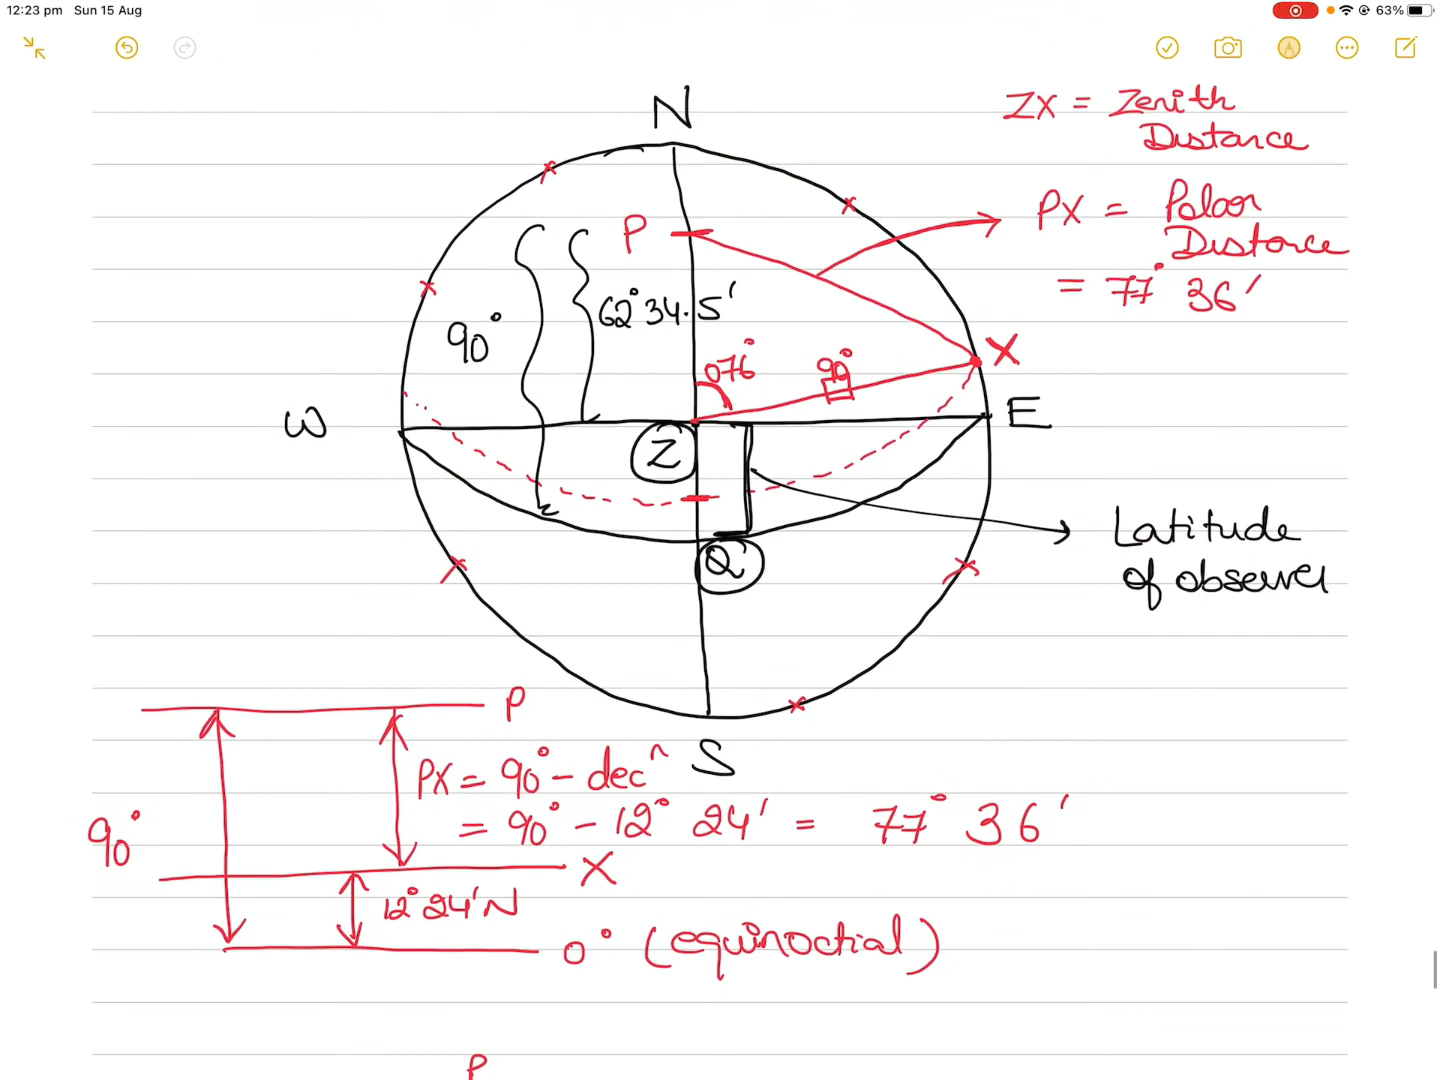 12:23 pm Sun 15 Aug
63%
N
ZX = Zenith
Distance
P
PX = Polar
Distance
= 77° 36'
62° 34.5'
90°
X
076°
90°
W
E
Z
Latitude
of observer
Q
S
P
PX = 90° - decⁿ
= 90° - 12° 24' = 77° 36'
90°
X
12° 24' N
0° (equinoctial)
P